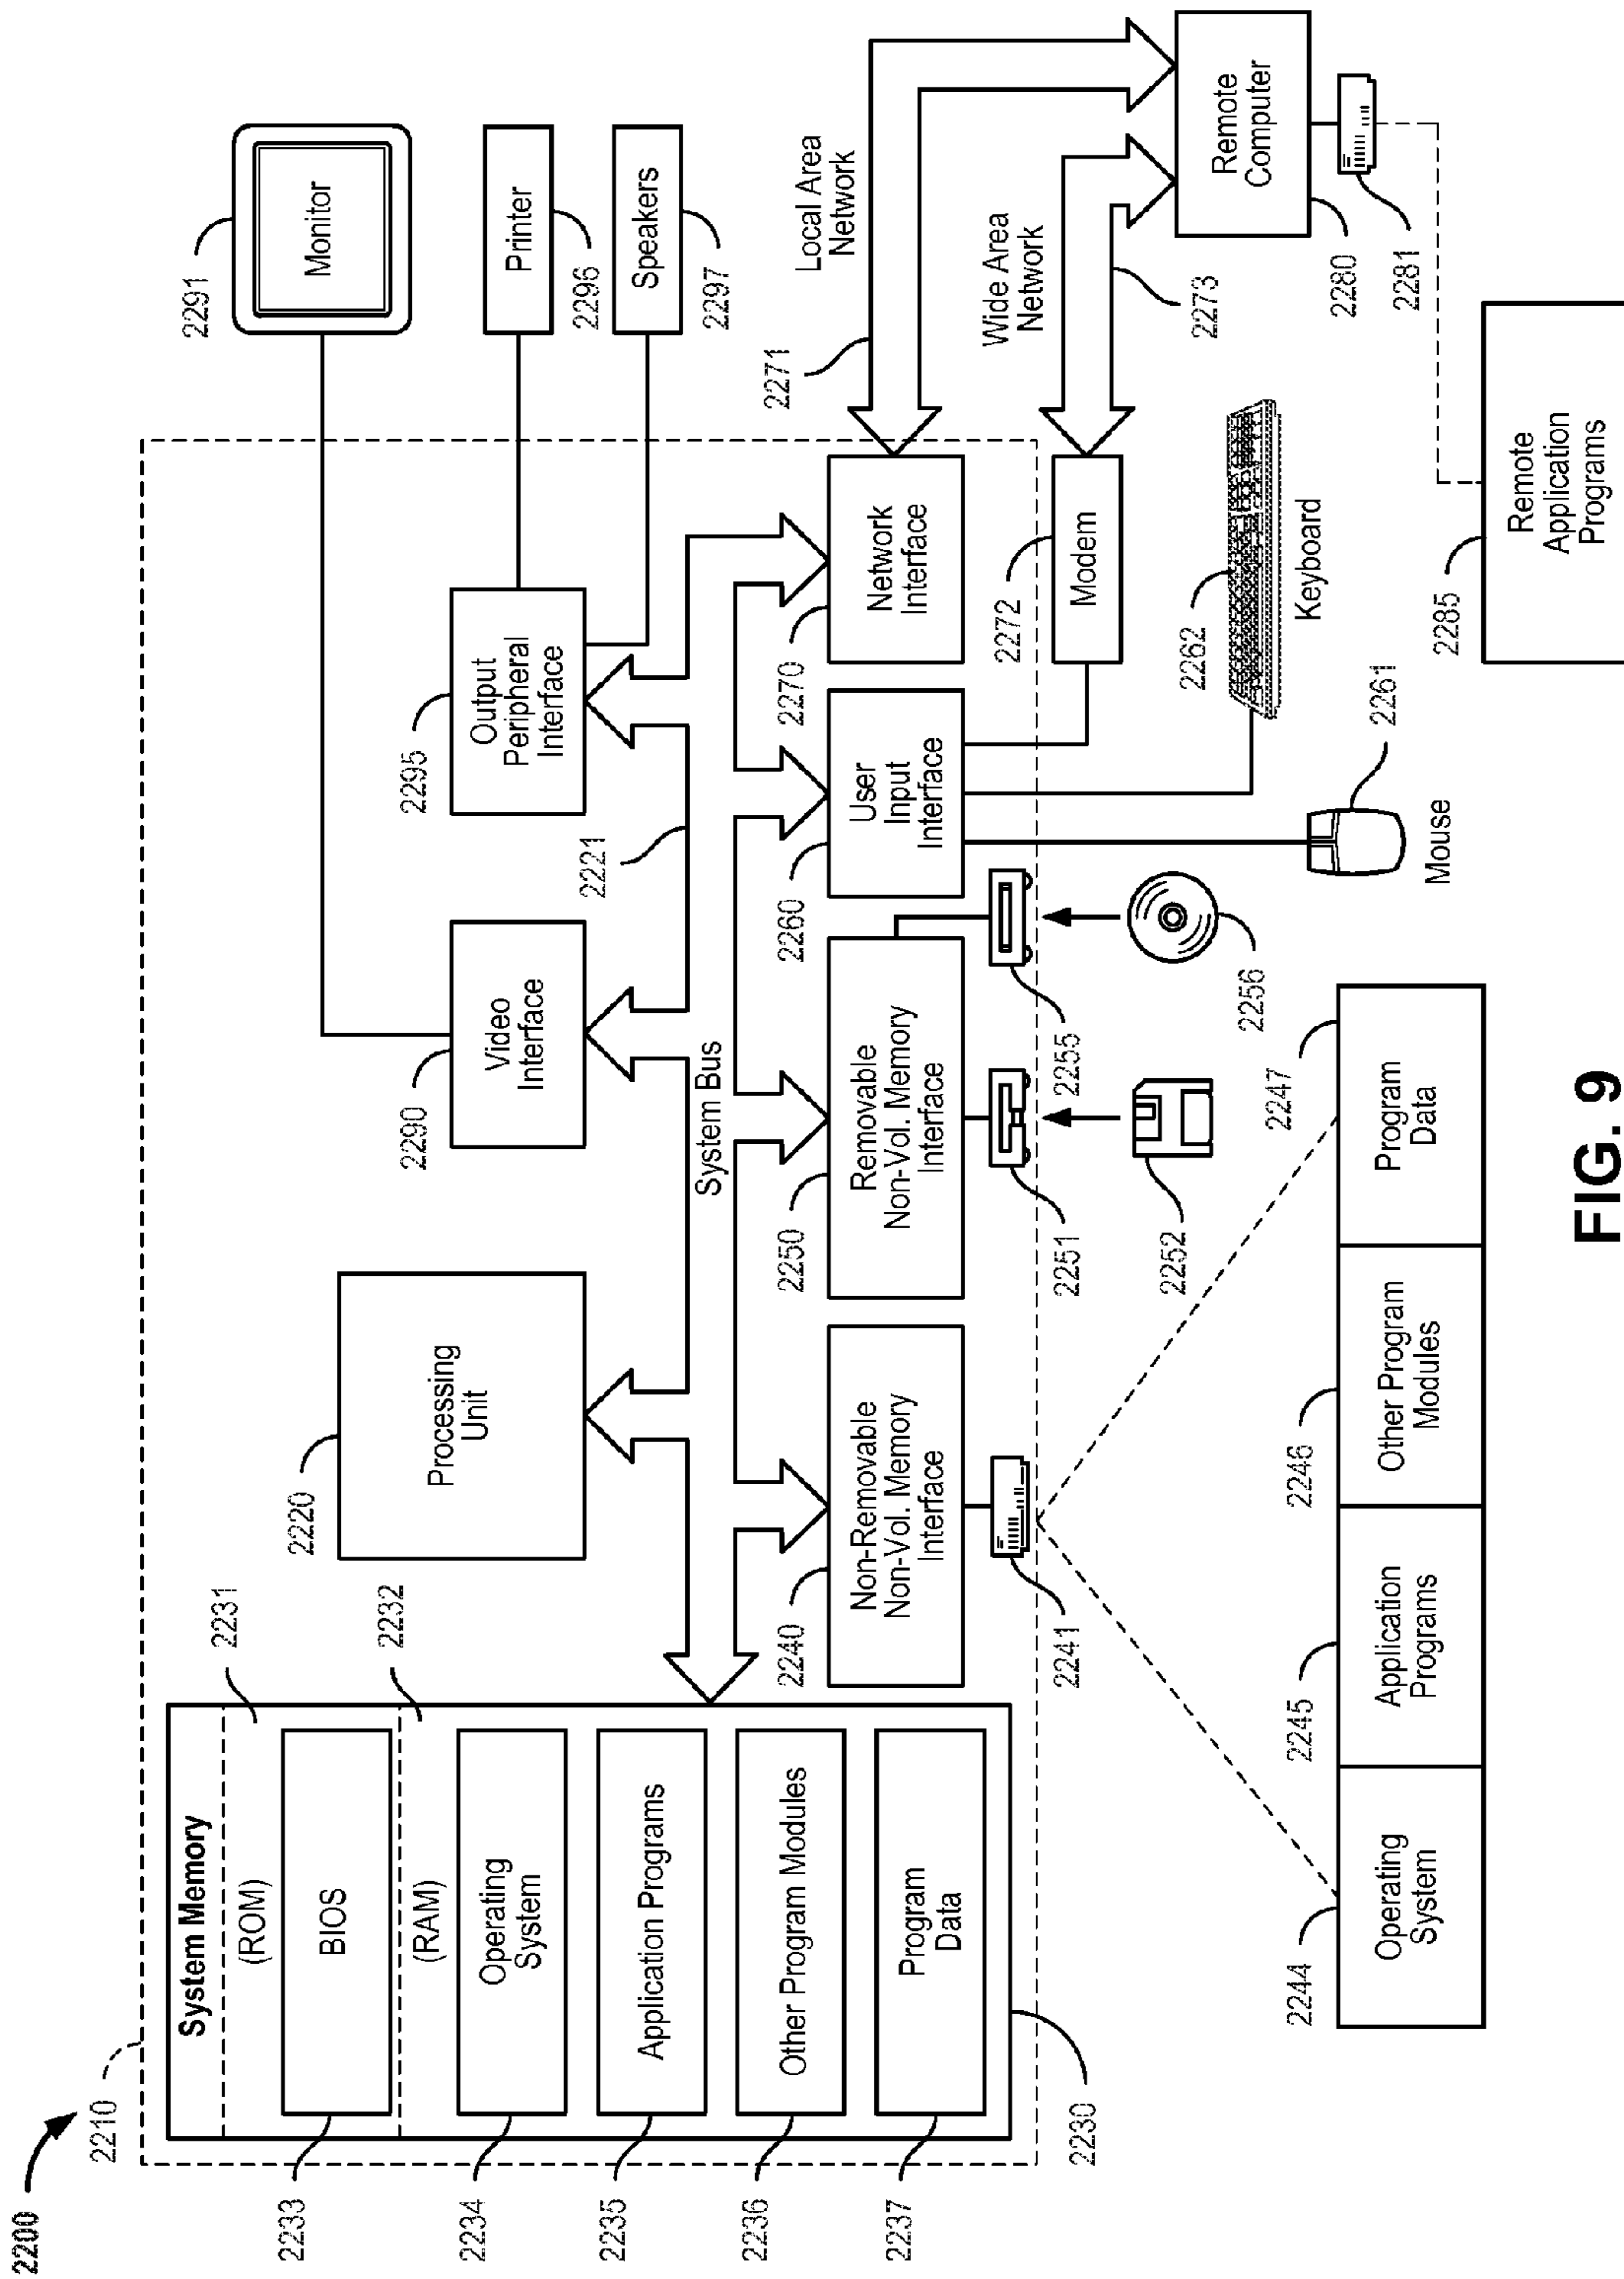 2200
2210
System Memory
(ROM)
2231
BIOS
2233
(RAM)
2232
Operating
System
2234
Application Programs
2235
Other Program Modules
2236
Program
Data
2237
2230
2220
Processing
Unit
2290
Video
Interface
2295
Output
Peripheral
Interface
2291
Monitor
Printer
2296
Speakers
2297
2221
System Bus
2240
Non-Removable
Non-Vol. Memory
Interface
2250
Removable
Non-Vol. Memory
Interface
2260
User
Input
Interface
2270
Network
Interface
2271
Local Area
Network
Wide Area
Network
2273
2272
Modem
Remote
Computer
2280
2281
2241
2251
2255
2252
2256
2262
Keyboard
2261
Mouse
2285
Remote
Application
Programs
2244
Operating
System
2245
Application
Programs
2246
Other Program
Modules
2247
Program
Data
FIG. 9